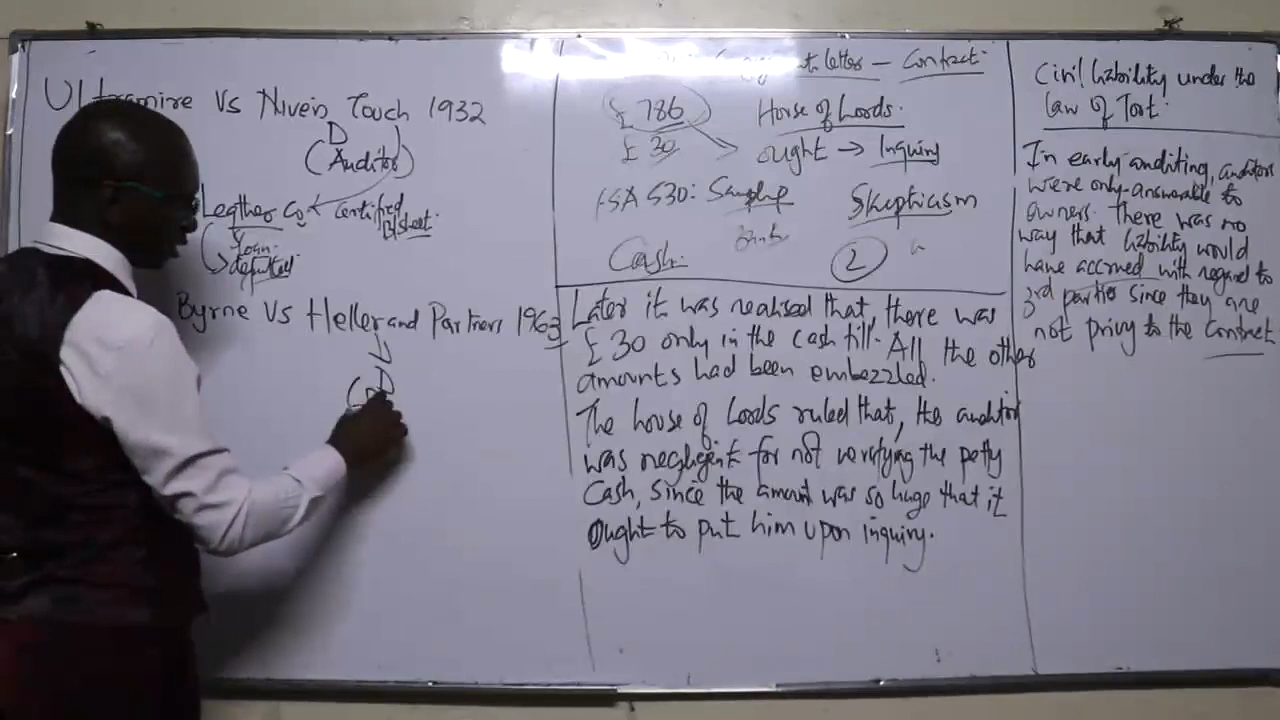 vs Niven Touch 1932
D
(Auditor)
Leather Co
Certified
B/sheet.
Loan.
defaulted
Byrne vs Heller and Partners 1963
D
letter – Contract
£ 786
House of Lords.
£ 30
ought → Inquiry
ISA 530: Sampling
Skepticism
Cash.
2
Later it was realised that, there was
£ 30 only in the cash till. All the other
amounts had been embezzled.
The house of Lords ruled that, the auditor
was negligent for not verifying the petty
Cash, since the amount was so huge that it
Ought to put him upon inquiry.
Civil liability under the
law of Tort.
In early auditing, auditors
were only answerable to
owners. There was no
way that liability would
have accrued with regard to
3rd parties since they are
not privy to the contract